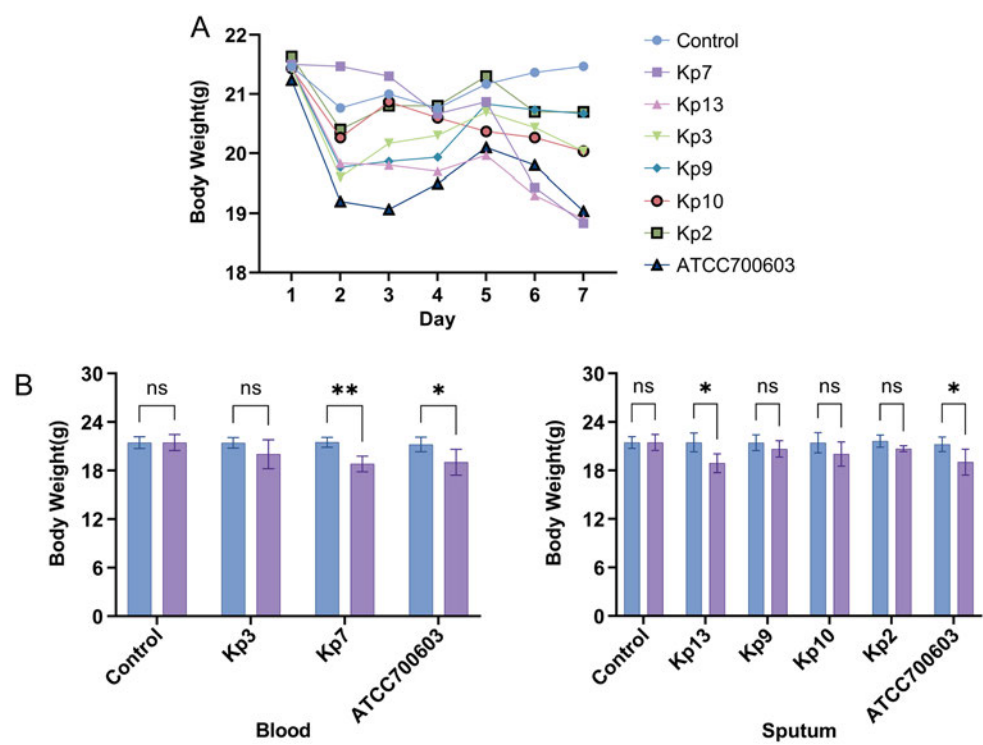 A
Body Weight(g)
22
21
20
19
18
1 2 3 4 5 6 7
Day
Control
Kp7
Kp13
Kp3
Kp9
Kp10
Kp2
ATCC700603
B
Body Weight(g)
30
24
18
12
6
0
ns ns ** *
Control Kp3 Kp7 ATCC700603
Blood
Body Weight(g)
30
24
18
12
6
0
ns * ns ns ns *
Control Kp13 Kp9 Kp10 Kp2 ATCC700603
Sputum